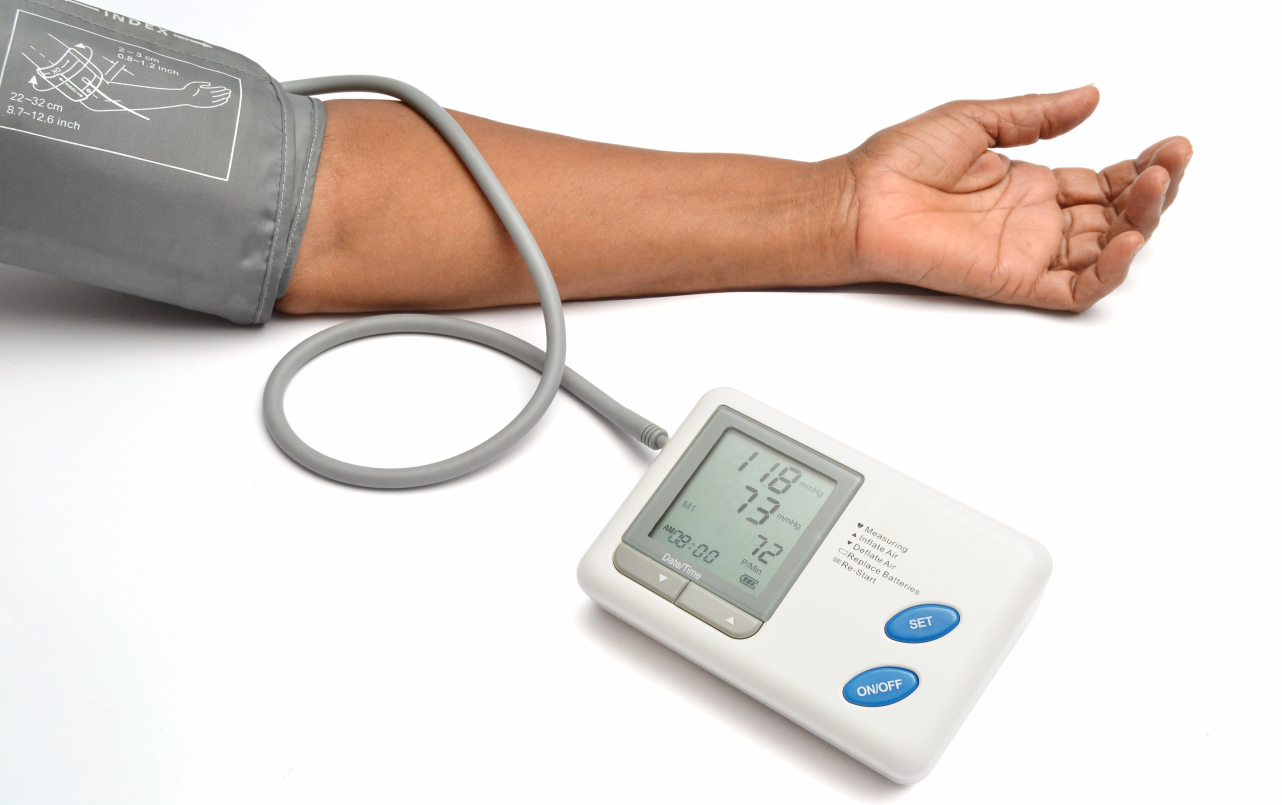 INDEX
2~3 cm
0.8~1.2 inch
22~32 cm
8.7~12.6 inch
118 mmHg
73 mmHg
M1
72
P/Min
AM 08:00
Date/Time
Measuring
Inflate Air
Deflate Air
Replace Batteries
Re-Start
SET
ON/OFF